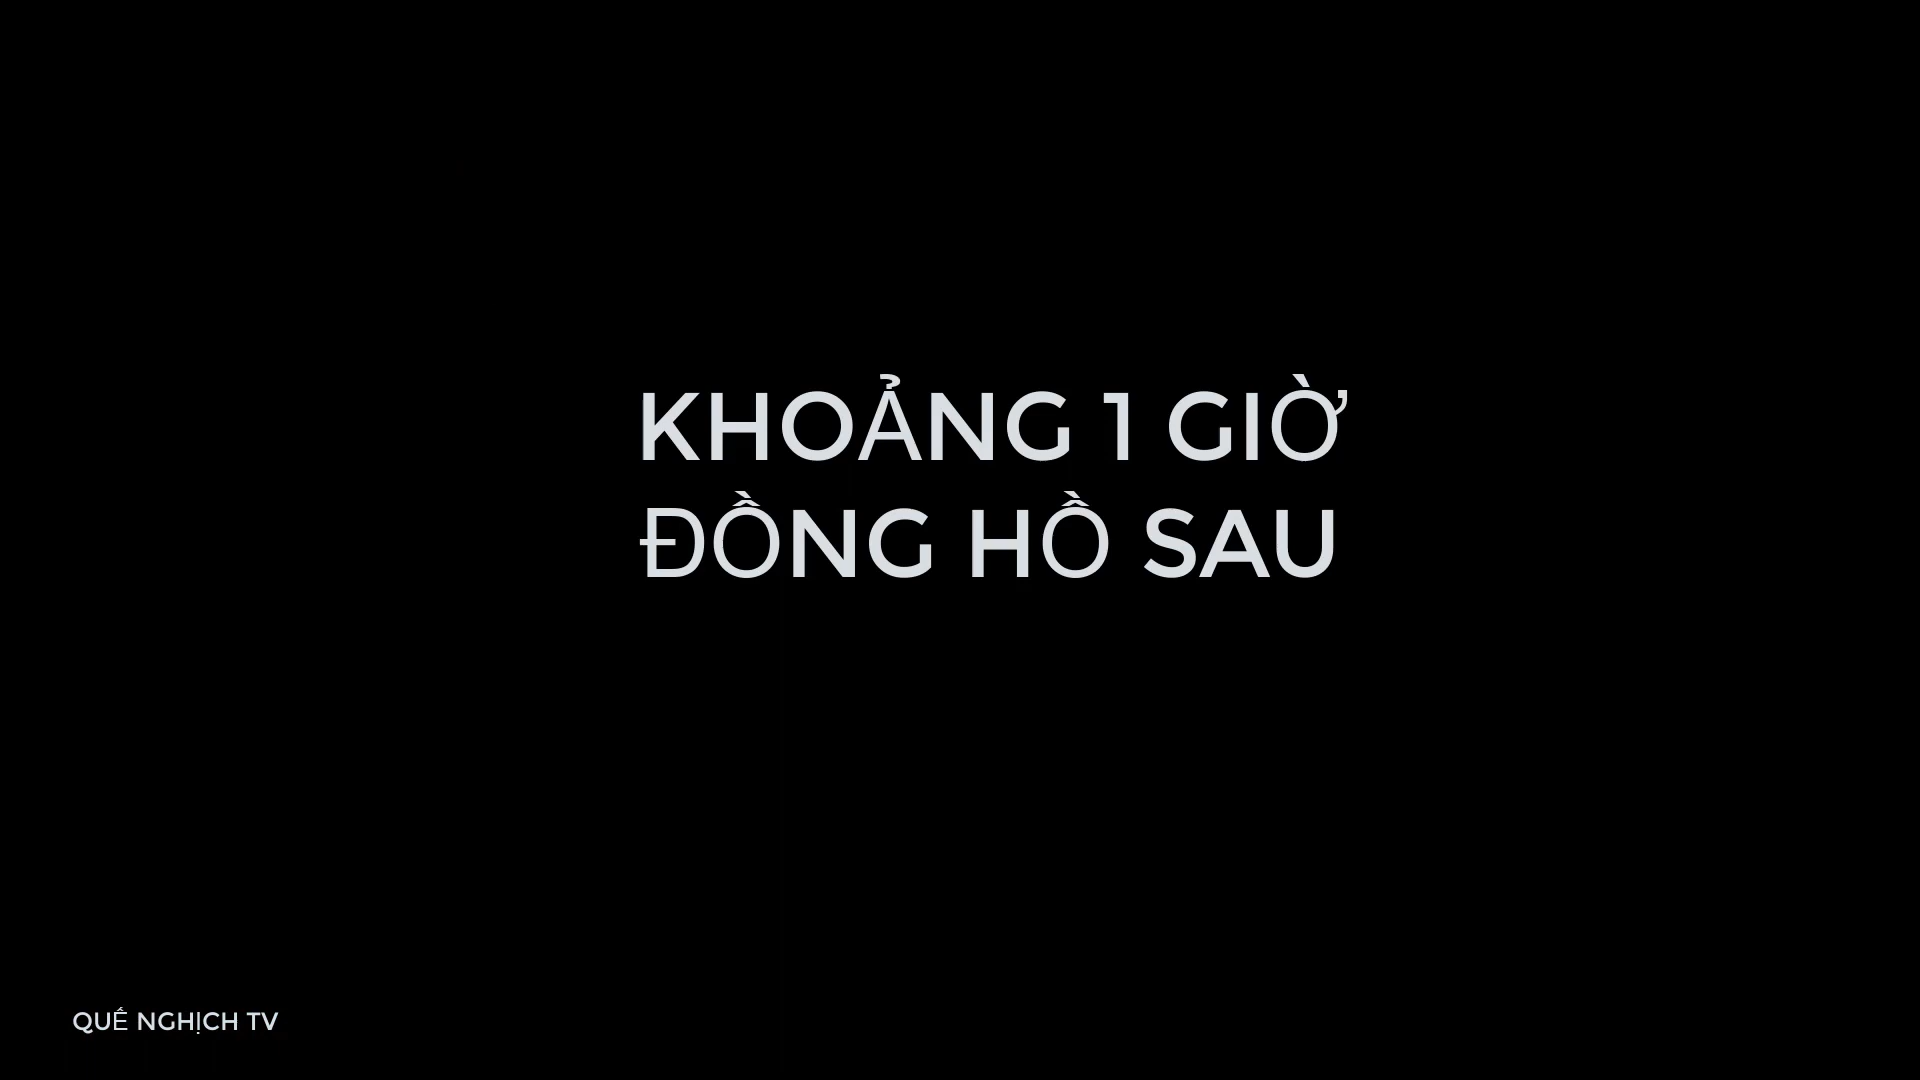 KHOẢNG 1 GIỜ
ĐỒNG HỒ SAU
QUẾ NGHỊCH TV